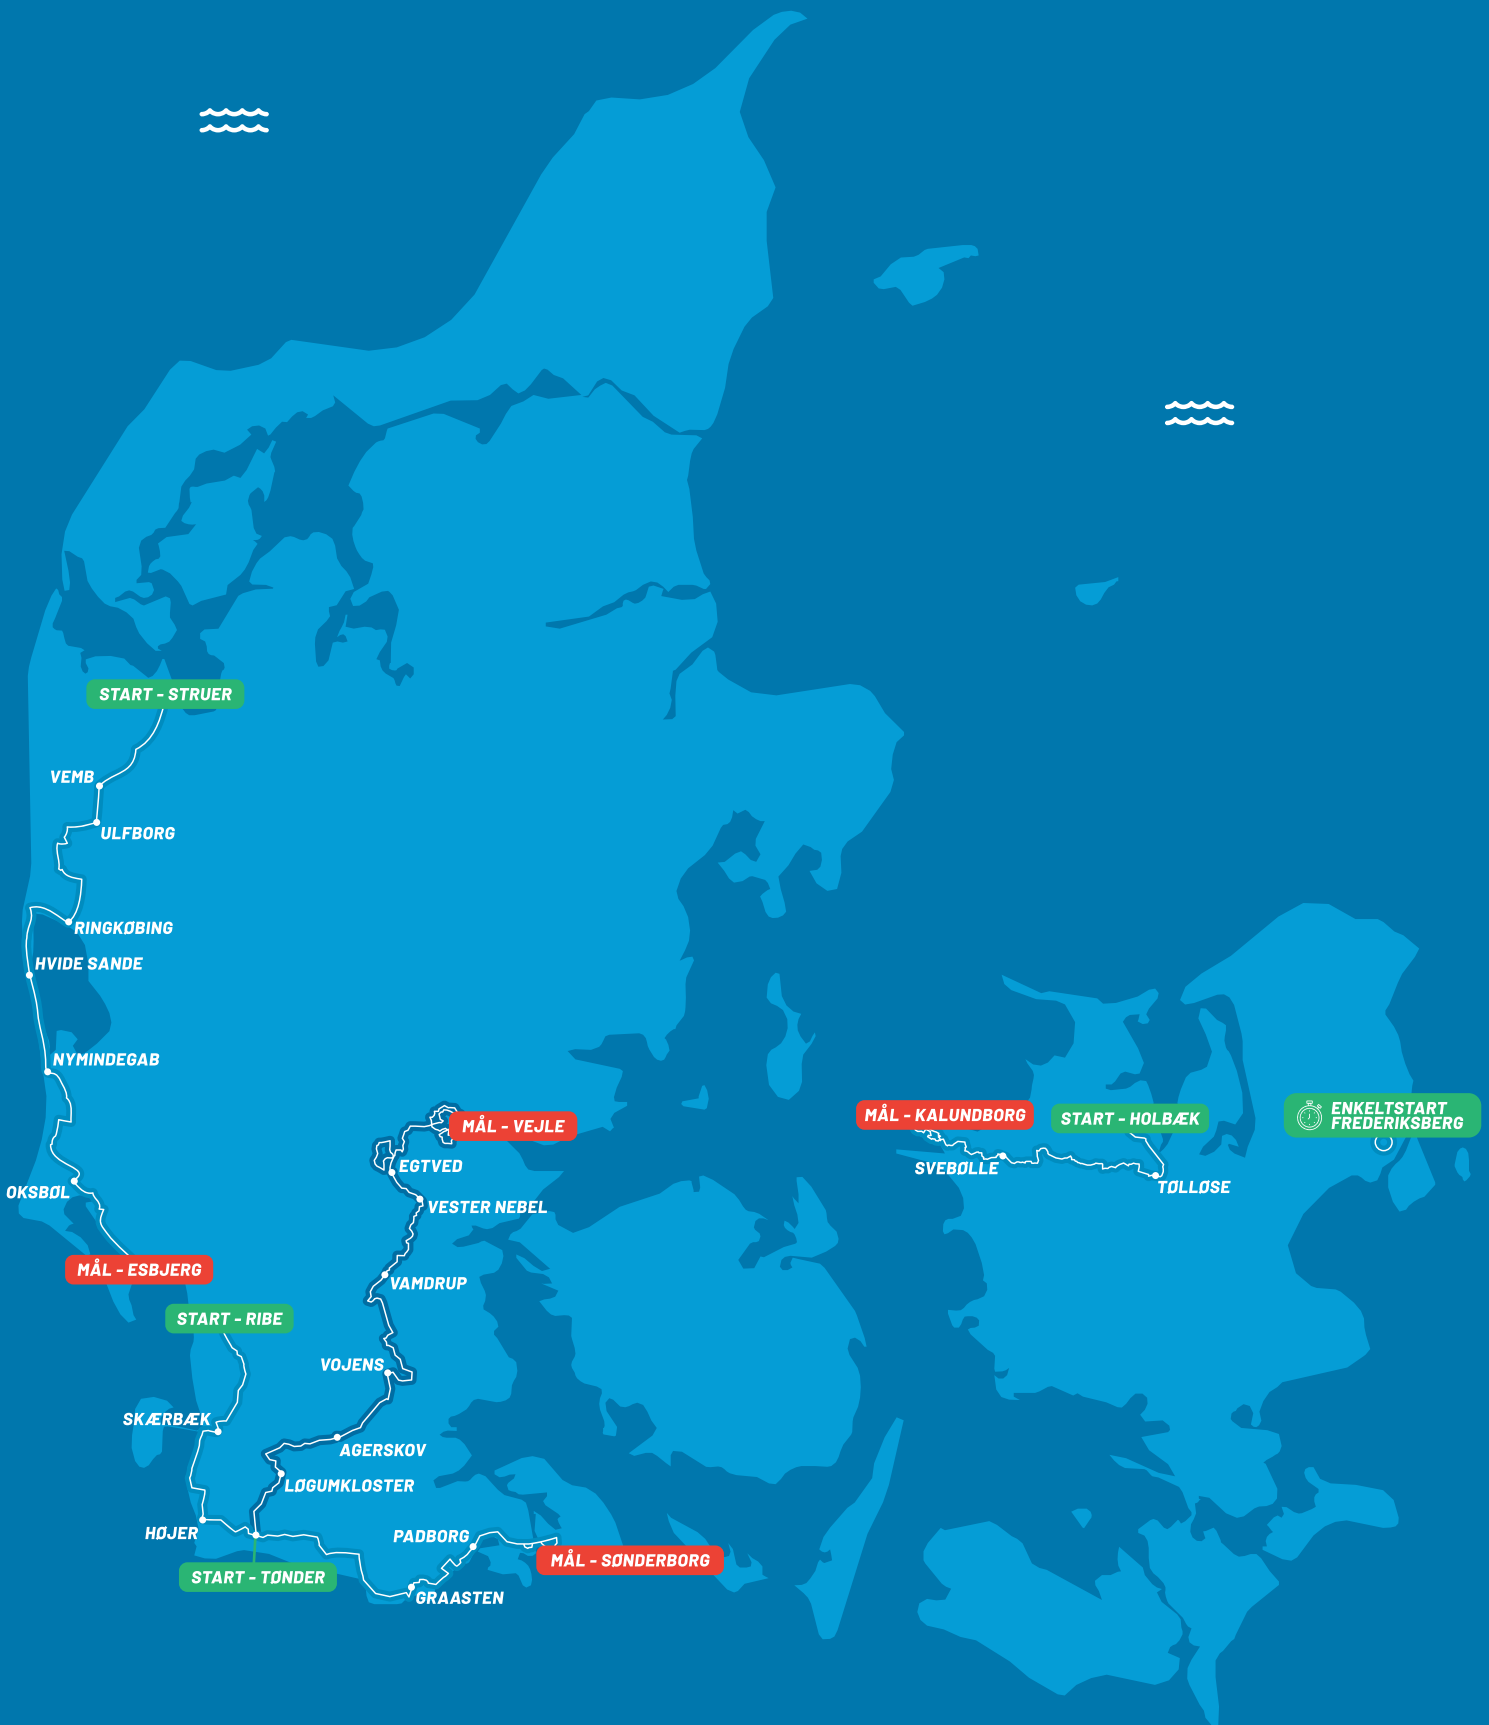 START - STRUER
VEMB
ULFBORG
RINGKØBING
HVIDE SANDE
NYMINDEGAB
OKSBØL
MÅL - ESBJERG
START - RIBE
SKÆRBÆK
HØJER
START - TØNDER
MÅL - VEJLE
EGTVED
VESTER NEBEL
VAMDRUP
VOJENS
AGERSKOV
LØGUMKLOSTER
PADBORG
GRAASTEN
MÅL - SØNDERBORG
MÅL - KALUNDBORG
SVEBØLLE
START - HOLBÆK
TØLLØSE
ENKELTSTART
FREDERIKSBERG